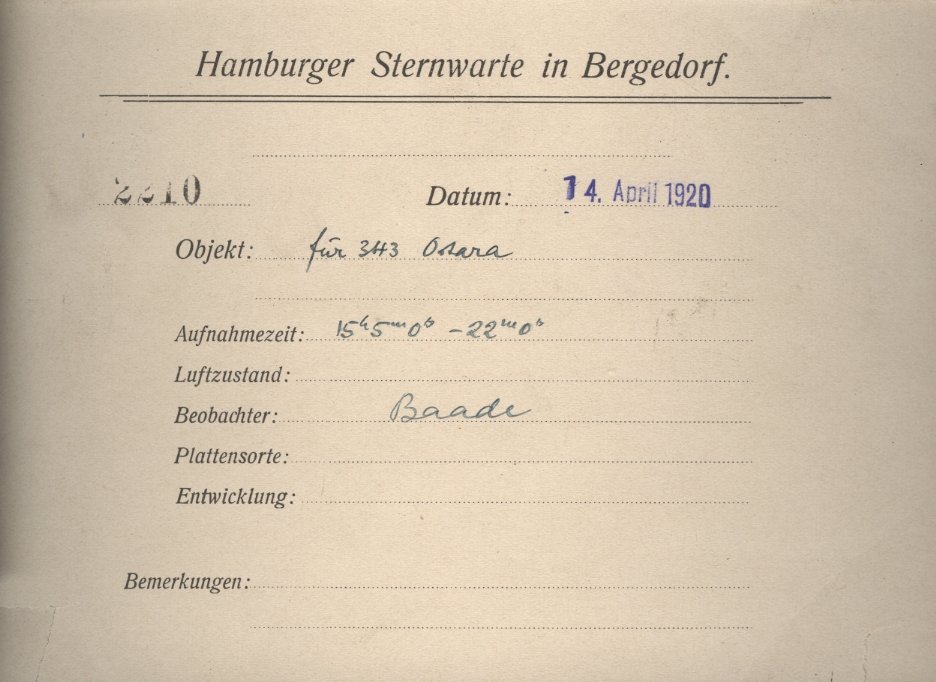 Hamburger Sternwarte in Bergedorf.
2210 Datum: 14. April 1920
Objekt: für 343 Ostara
Aufnahmezeit: 15ʰ5ᵐ0ˢ – 22ᵐ0ˢ
Luftzustand:
Beobachter: Baade
Plattensorte:
Entwicklung:
Bemerkungen: